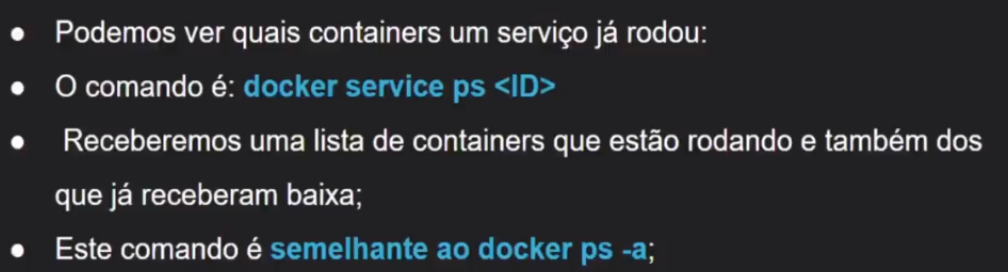 ● Podemos ver quais containers um serviço já rodou:
● O comando é: docker service ps <ID>
● Receberemos uma lista de containers que estão rodando e também dos
que já receberam baixa;
● Este comando é semelhante ao docker ps -a;